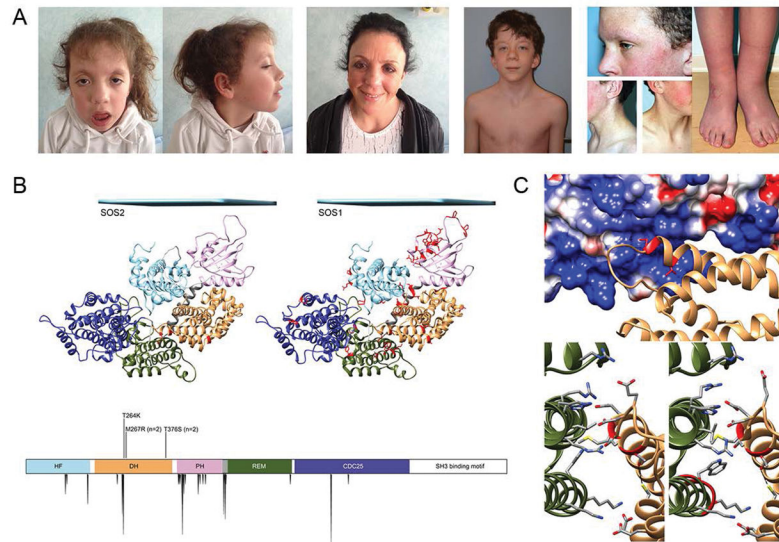 A
B
SOS2
SOS1
C
T264K
M267R (n=2)
T376S (n=2)
HF
DH
PH
REM
CDC25
SH3 binding motif